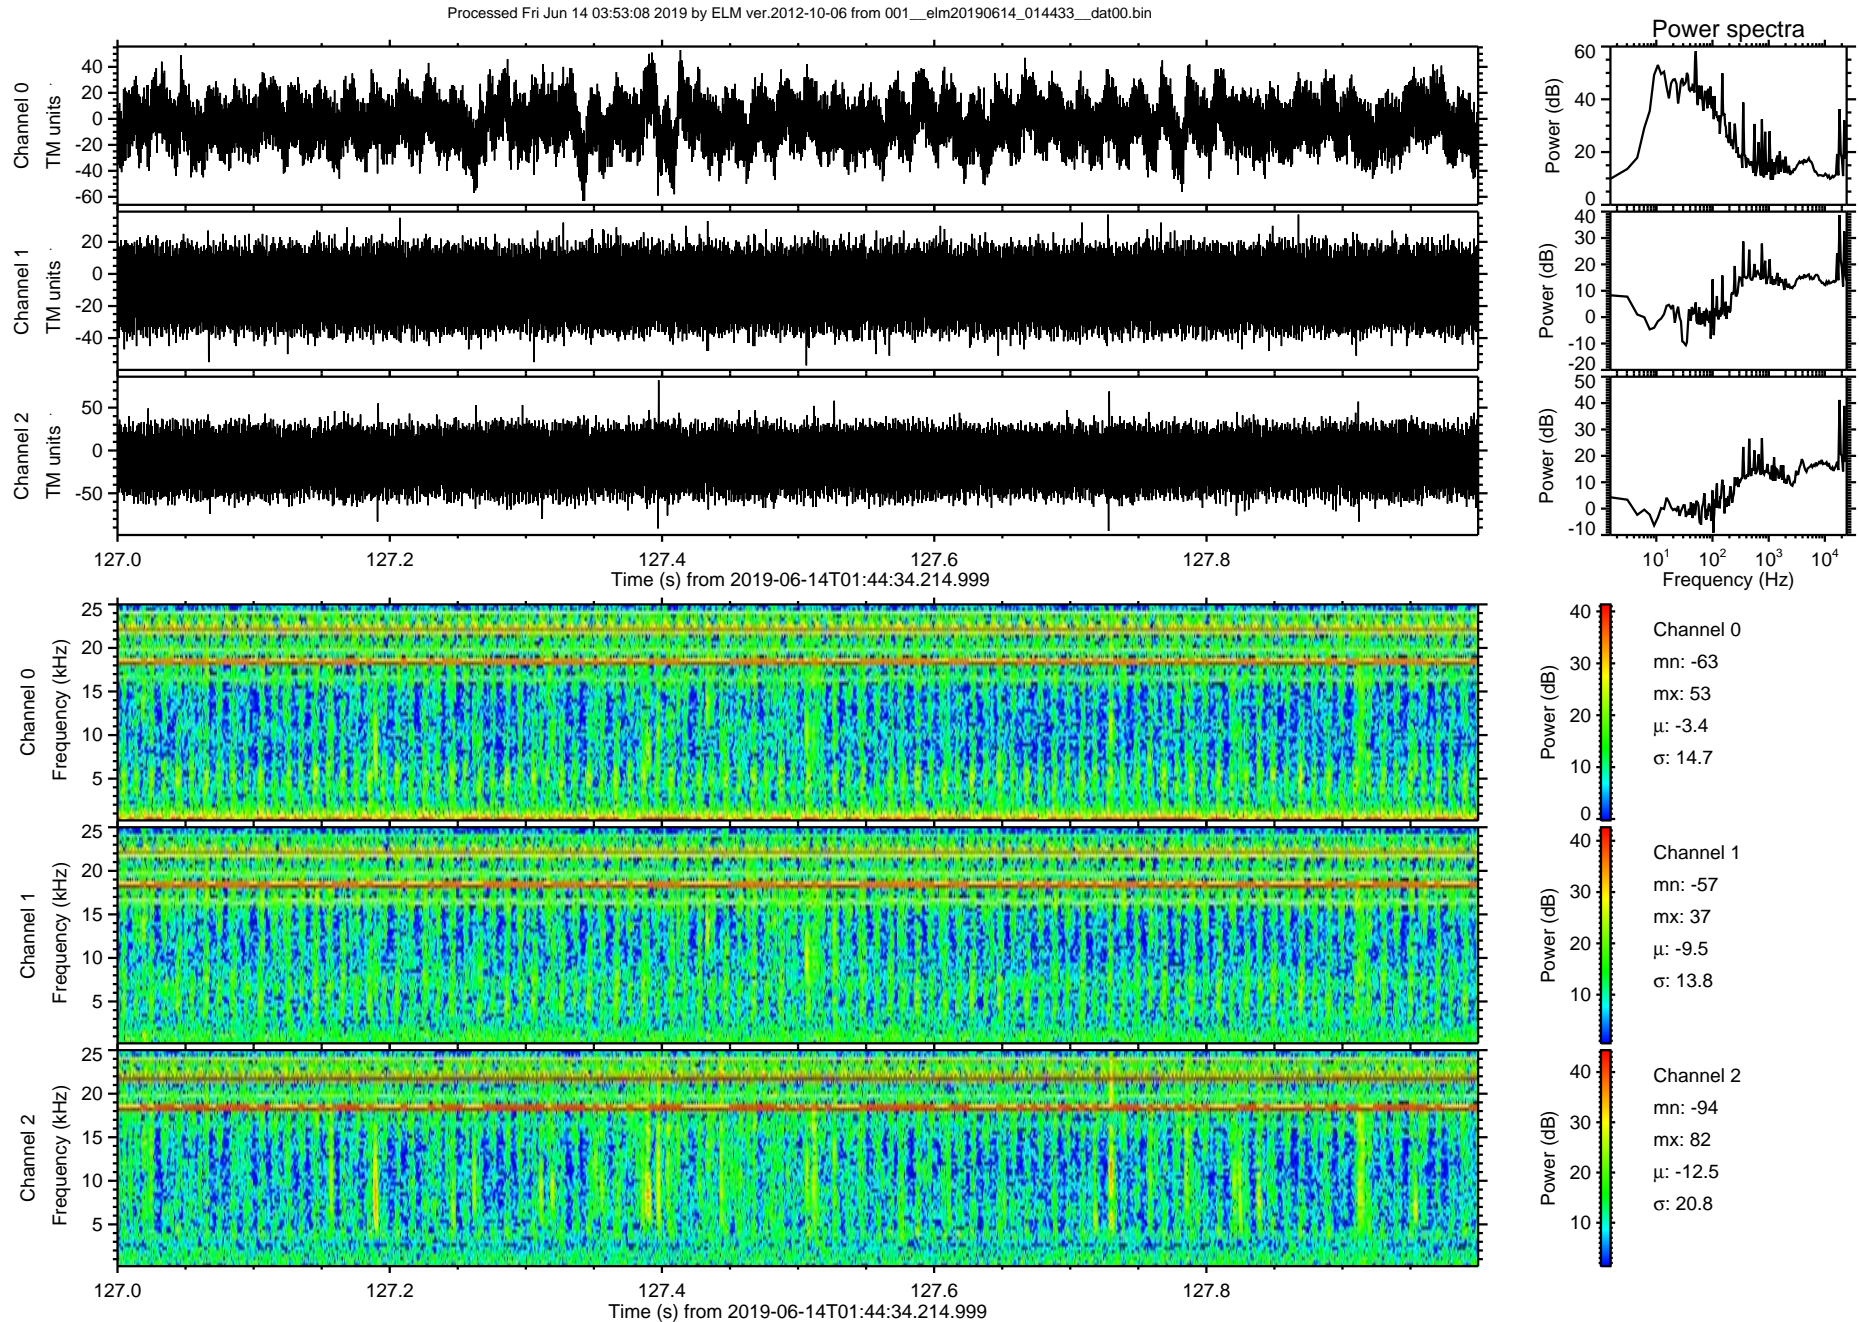 Processed Fri Jun 14 03:53:08 2019 by ELM ver.2012-10-06 from 001__elm20190614_014433__dat00.bin
Power spectra
Channel 0
TM units
40
20
0
-20
-40
-60
Power (dB)
60
40
20
0
Channel 1
TM units
20
0
-20
-40
Power (dB)
40
30
20
10
0
-10
-20
Channel 2
TM units
50
0
-50
Power (dB)
50
40
30
20
10
0
-10
127.0 127.2 127.4 127.6 127.8
Time (s) from 2019-06-14T01:44:34.214.999
10^1 10^2 10^3 10^4
Frequency (Hz)
Channel 0
Frequency (kHz)
25
20
15
10
5
Power (dB)
40
30
20
10
0
Channel 0
mn: -63
mx: 53
μ: -3.4
σ: 14.7
Channel 1
Frequency (kHz)
25
20
15
10
5
Power (dB)
40
30
20
10
Channel 1
mn: -57
mx: 37
μ: -9.5
σ: 13.8
Channel 2
Frequency (kHz)
25
20
15
10
5
Power (dB)
40
30
20
10
Channel 2
mn: -94
mx: 82
μ: -12.5
σ: 20.8
127.0 127.2 127.4 127.6 127.8
Time (s) from 2019-06-14T01:44:34.214.999